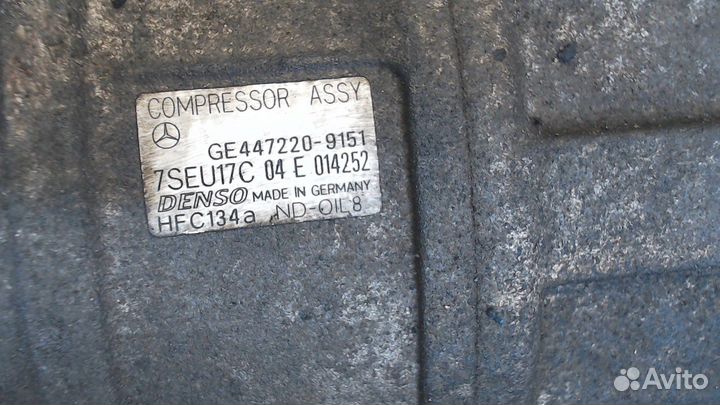 COMPRESSOR ASSY
GE447220-9151
7SEU17C 04 E 014252
DENSO MADE IN GERMANY
HFC134a ND-OIL8
Avito